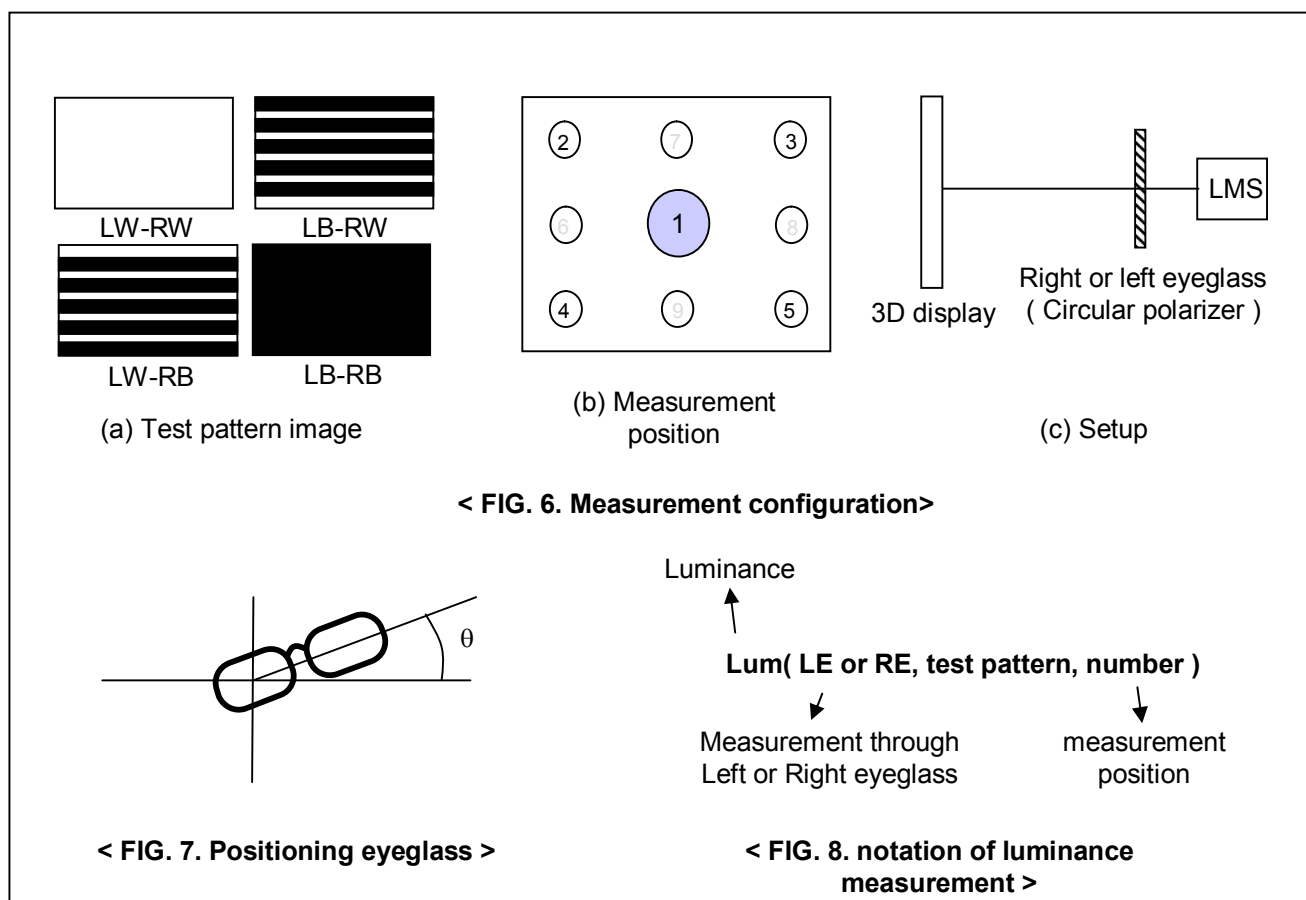 LW-RW
LB-RW
LW-RB
LB-RB
(a) Test pattern image
2
7
3
6
1
8
4
9
5
(b) Measurement
position
LMS
3D display
Right or left eyeglass
( Circular polarizer )
(c) Setup
< FIG. 6. Measurement configuration>
θ
< FIG. 7. Positioning eyeglass >
Luminance
Lum( LE or RE, test pattern, number )
Measurement through
Left or Right eyeglass
measurement
position
< FIG. 8. notation of luminance
measurement >